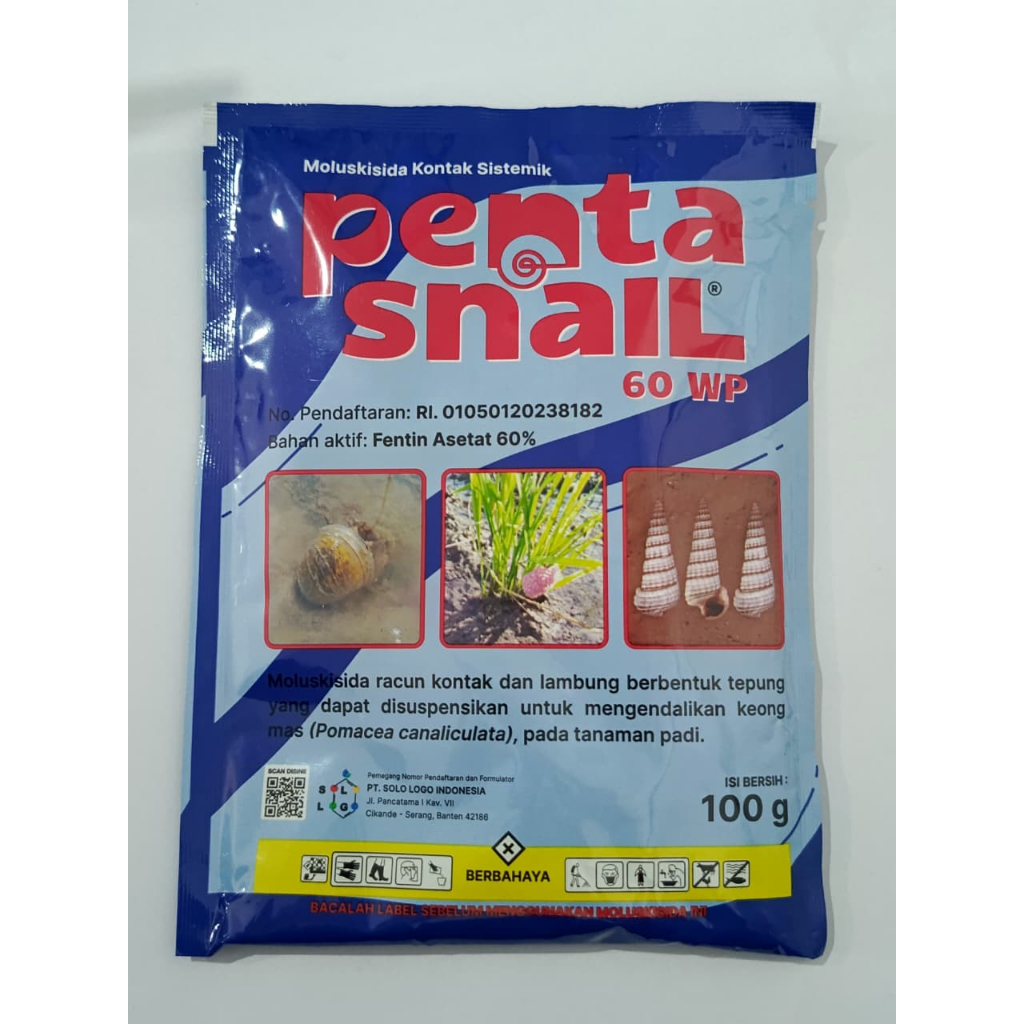 Moluskisida Kontak Sistemik
penta
snail®
60 WP
No. Pendaftaran: RI. 01050120238182
Bahan aktif: Fentin Asetat 60%
Moluskisida racun kontak dan lambung berbentuk tepung
yang dapat disuspensikan untuk mengendalikan keong
mas (Pomacea canaliculata), pada tanaman padi.
SCAN DISINI
SOL
LGO
Pemegang Nomor Pendaftaran dan Formulator
PT. SOLO LOGO INDONESIA
Jl. Pancatama I Kav. VII
Cikande - Serang, Banten 42186
ISI BERSIH :
100 g
BERBAHAYA
BACALAH LABEL SEBELUM MENGGUNAKAN MOLUSKISIDA INI